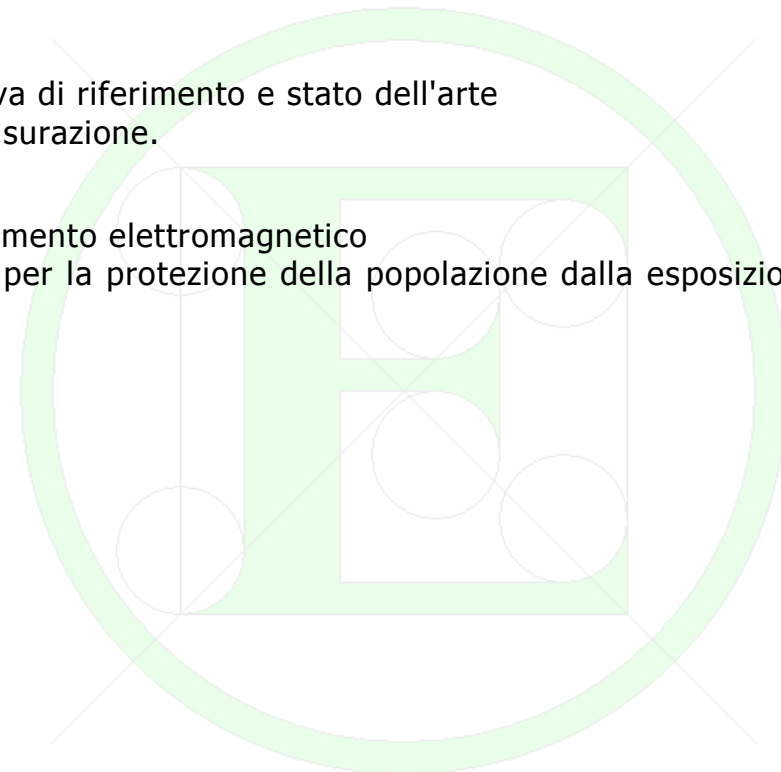 va di riferimento e stato dell'arte
surazione.
mento elettromagnetico
per la protezione della popolazione dalla esposizio